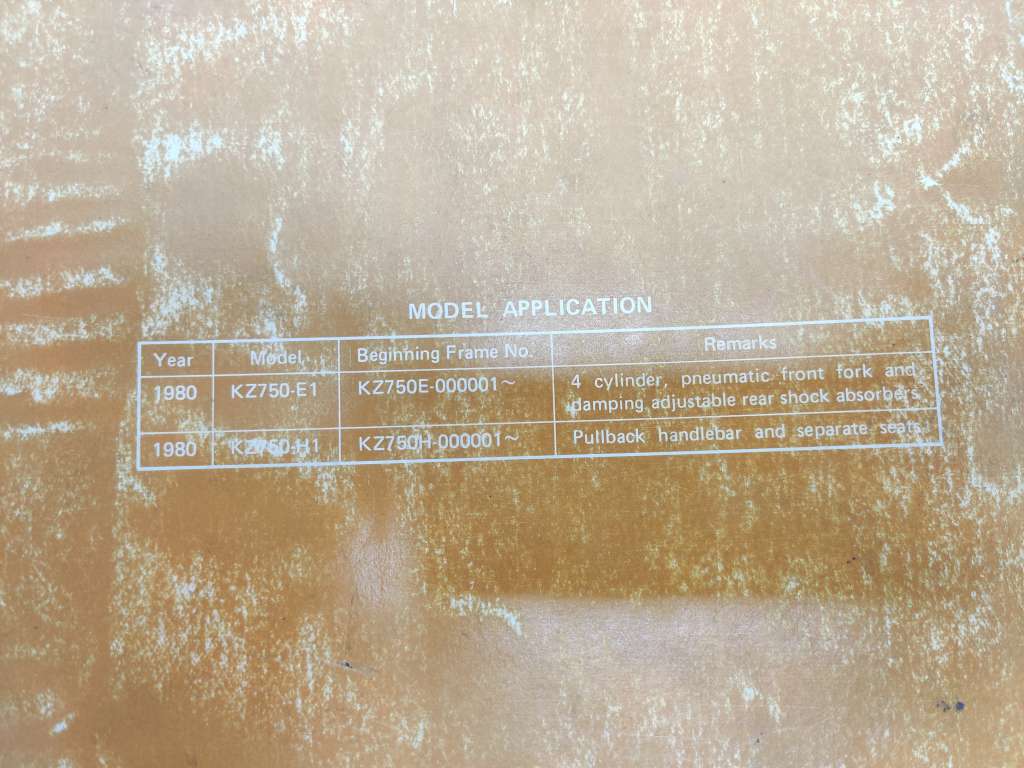 MODEL APPLICATION
Year Model Beginning Frame No. Remarks
1980 KZ750-E1 KZ750E-000001~ 4 cylinder, pneumatic front fork and
damping adjustable rear shock absorbers.
1980 KZ750-H1 KZ750H-000001~ Pullback handlebar and separate seats.